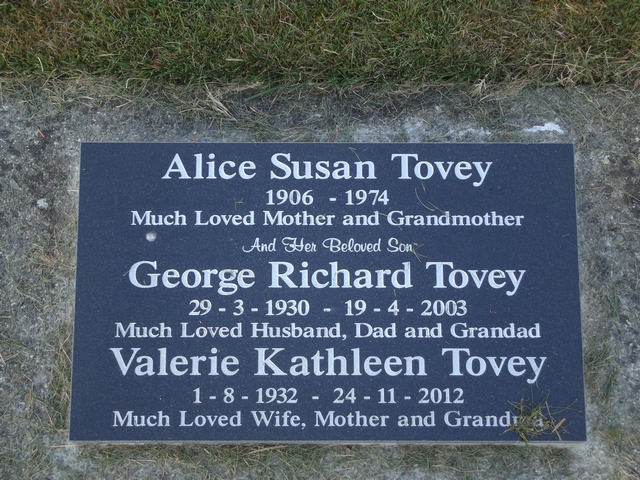 Alice Susan Tovey
1906 - 1974
Much Loved Mother and Grandmother
And Her Beloved Son
George Richard Tovey
29 - 3 - 1930 - 19 - 4 - 2003
Much Loved Husband, Dad and Grandad
Valerie Kathleen Tovey
1 - 8 - 1932 - 24 - 11 - 2012
Much Loved Wife, Mother and Grandma